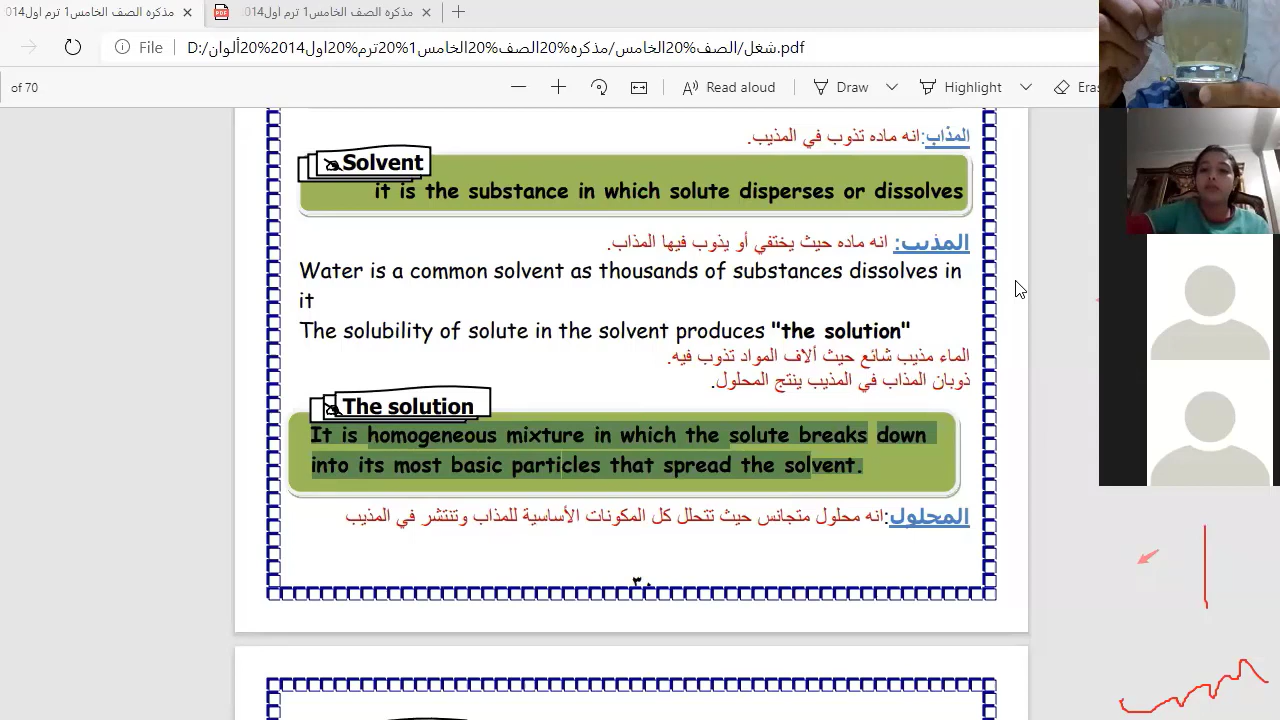 مذكره الصف الخامس1 ترم اول014
مذكره الصف الخامس1 ترم اول2014
File D:/شغل/الصف%20الخامس/مذكره%20الصف%20الخامس1%20ترم%20اول2014%20ألوان.pdf
of 70 Read aloud Draw Highlight Eras
المذاب:انه ماده تذوب في المذيب.
Solvent
it is the substance in which solute disperses or dissolves
المذيب: انه ماده حيث يختفي أو يذوب فيها المذاب.
Water is a common solvent as thousands of substances dissolves in
it
The solubility of solute in the solvent produces "the solution"
الماء مذيب شائع حيث ألاف المواد تذوب فيه.
ذوبان المذاب في المذيب ينتج المحلول.
The solution
It is homogeneous mixture in which the solute breaks down
into its most basic particles that spread the solvent.
المحلول:انه محلول متجانس حيث تتحلل كل المكونات الأساسية للمذاب وتنتشر في المذيب
٣٠